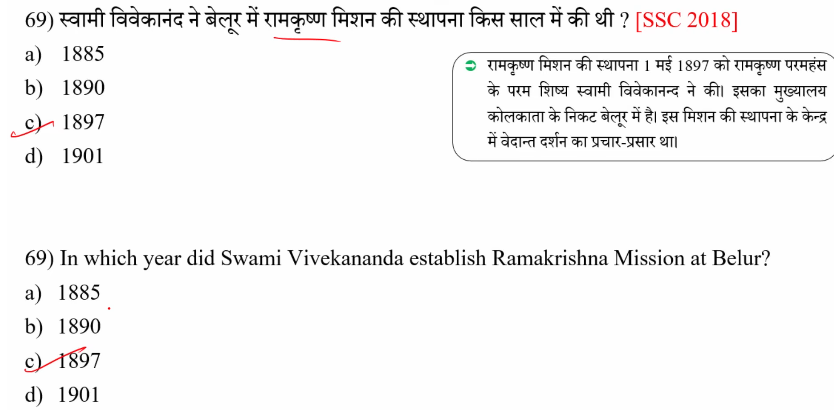 69) स्वामी विवेकानंद ने बेलूर में रामकृष्ण मिशन की स्थापना किस साल में की थी ? [SSC 2018]
a) 1885
b) 1890
c) 1897
d) 1901
रामकृष्ण मिशन की स्थापना 1 मई 1897 को रामकृष्ण परमहंस
के परम शिष्य स्वामी विवेकानन्द ने की। इसका मुख्यालय
कोलकाता के निकट बेलूर में है। इस मिशन की स्थापना के केन्द्र
में वेदान्त दर्शन का प्रचार-प्रसार था।
69) In which year did Swami Vivekananda establish Ramakrishna Mission at Belur?
a) 1885
b) 1890
c) 1897
d) 1901